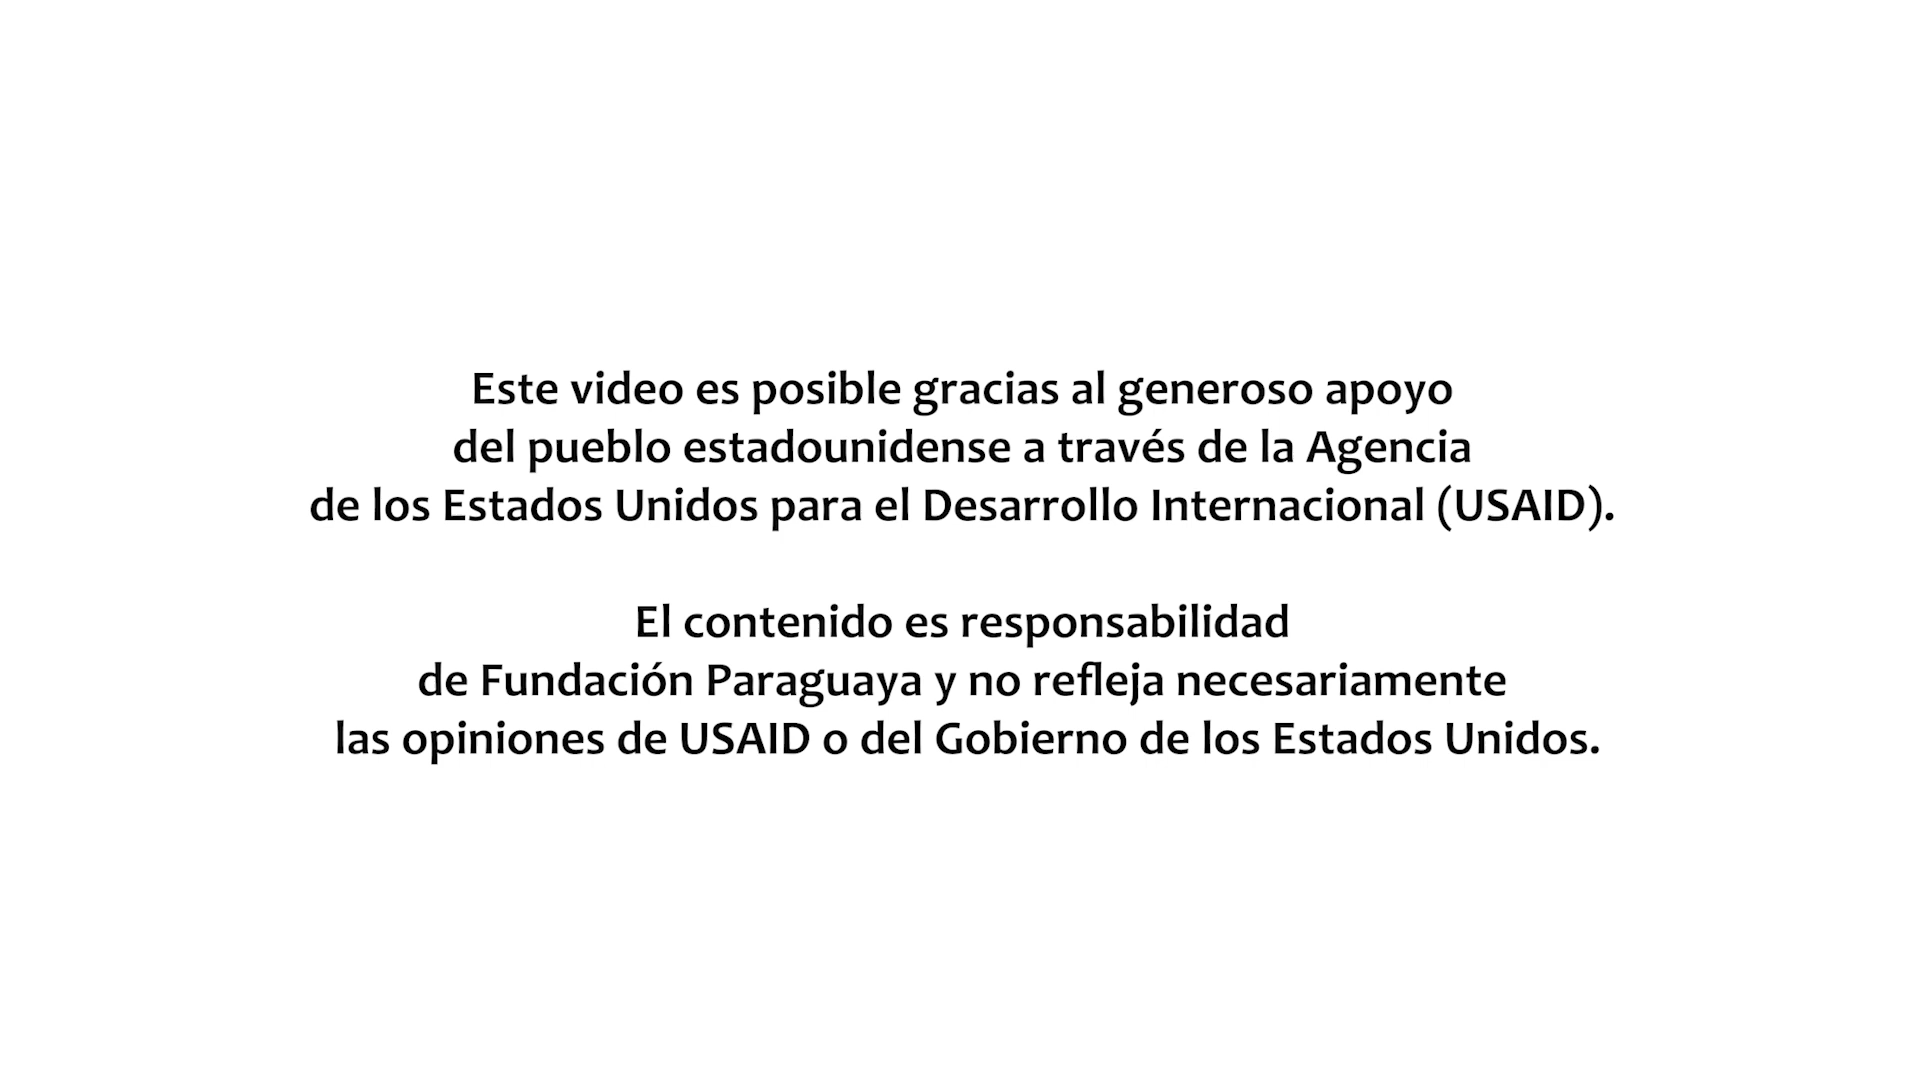 Este video es posible gracias al generoso apoyo
del pueblo estadounidense a través de la Agencia
de los Estados Unidos para el Desarrollo Internacional (USAID).
El contenido es responsabilidad
de Fundación Paraguaya y no refleja necesariamente
las opiniones de USAID o del Gobierno de los Estados Unidos.